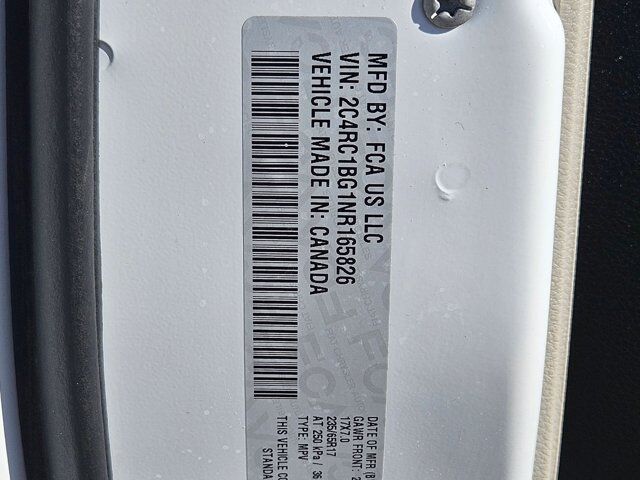 MFD BY: FCA US LLC
VIN: 2C4RC1BG1NR165826
VEHICLE MADE IN: CANADA
DATE OF MFR (B
GAWR FRONT: 2
17X7.0
235/65R17
AT 250 kPa / 36
TYPE: MPV
THIS VEHICLE CO
STANDA